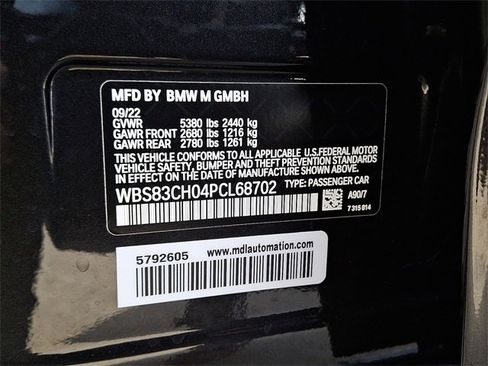 MFD BY BMW M GMBH
09/22
GVWR 5380 lbs 2440 kg
GAWR FRONT 2680 lbs 1216 kg
GAWR REAR 2780 lbs 1261 kg
THIS VEHICLE CONFORMS TO ALL APPLICABLE U.S.FEDERAL MOTOR
VEHICLE SAFETY, BUMPER AND THEFT PREVENTION STANDARDS
IN EFFECT ON THE DATE OF MANUFACTURE SHOWN ABOVE.
WBS83CH04PCL68702 TYPE: PASSENGER CAR
A90/7
7 315 814
5792605 www.mdlautomation.com